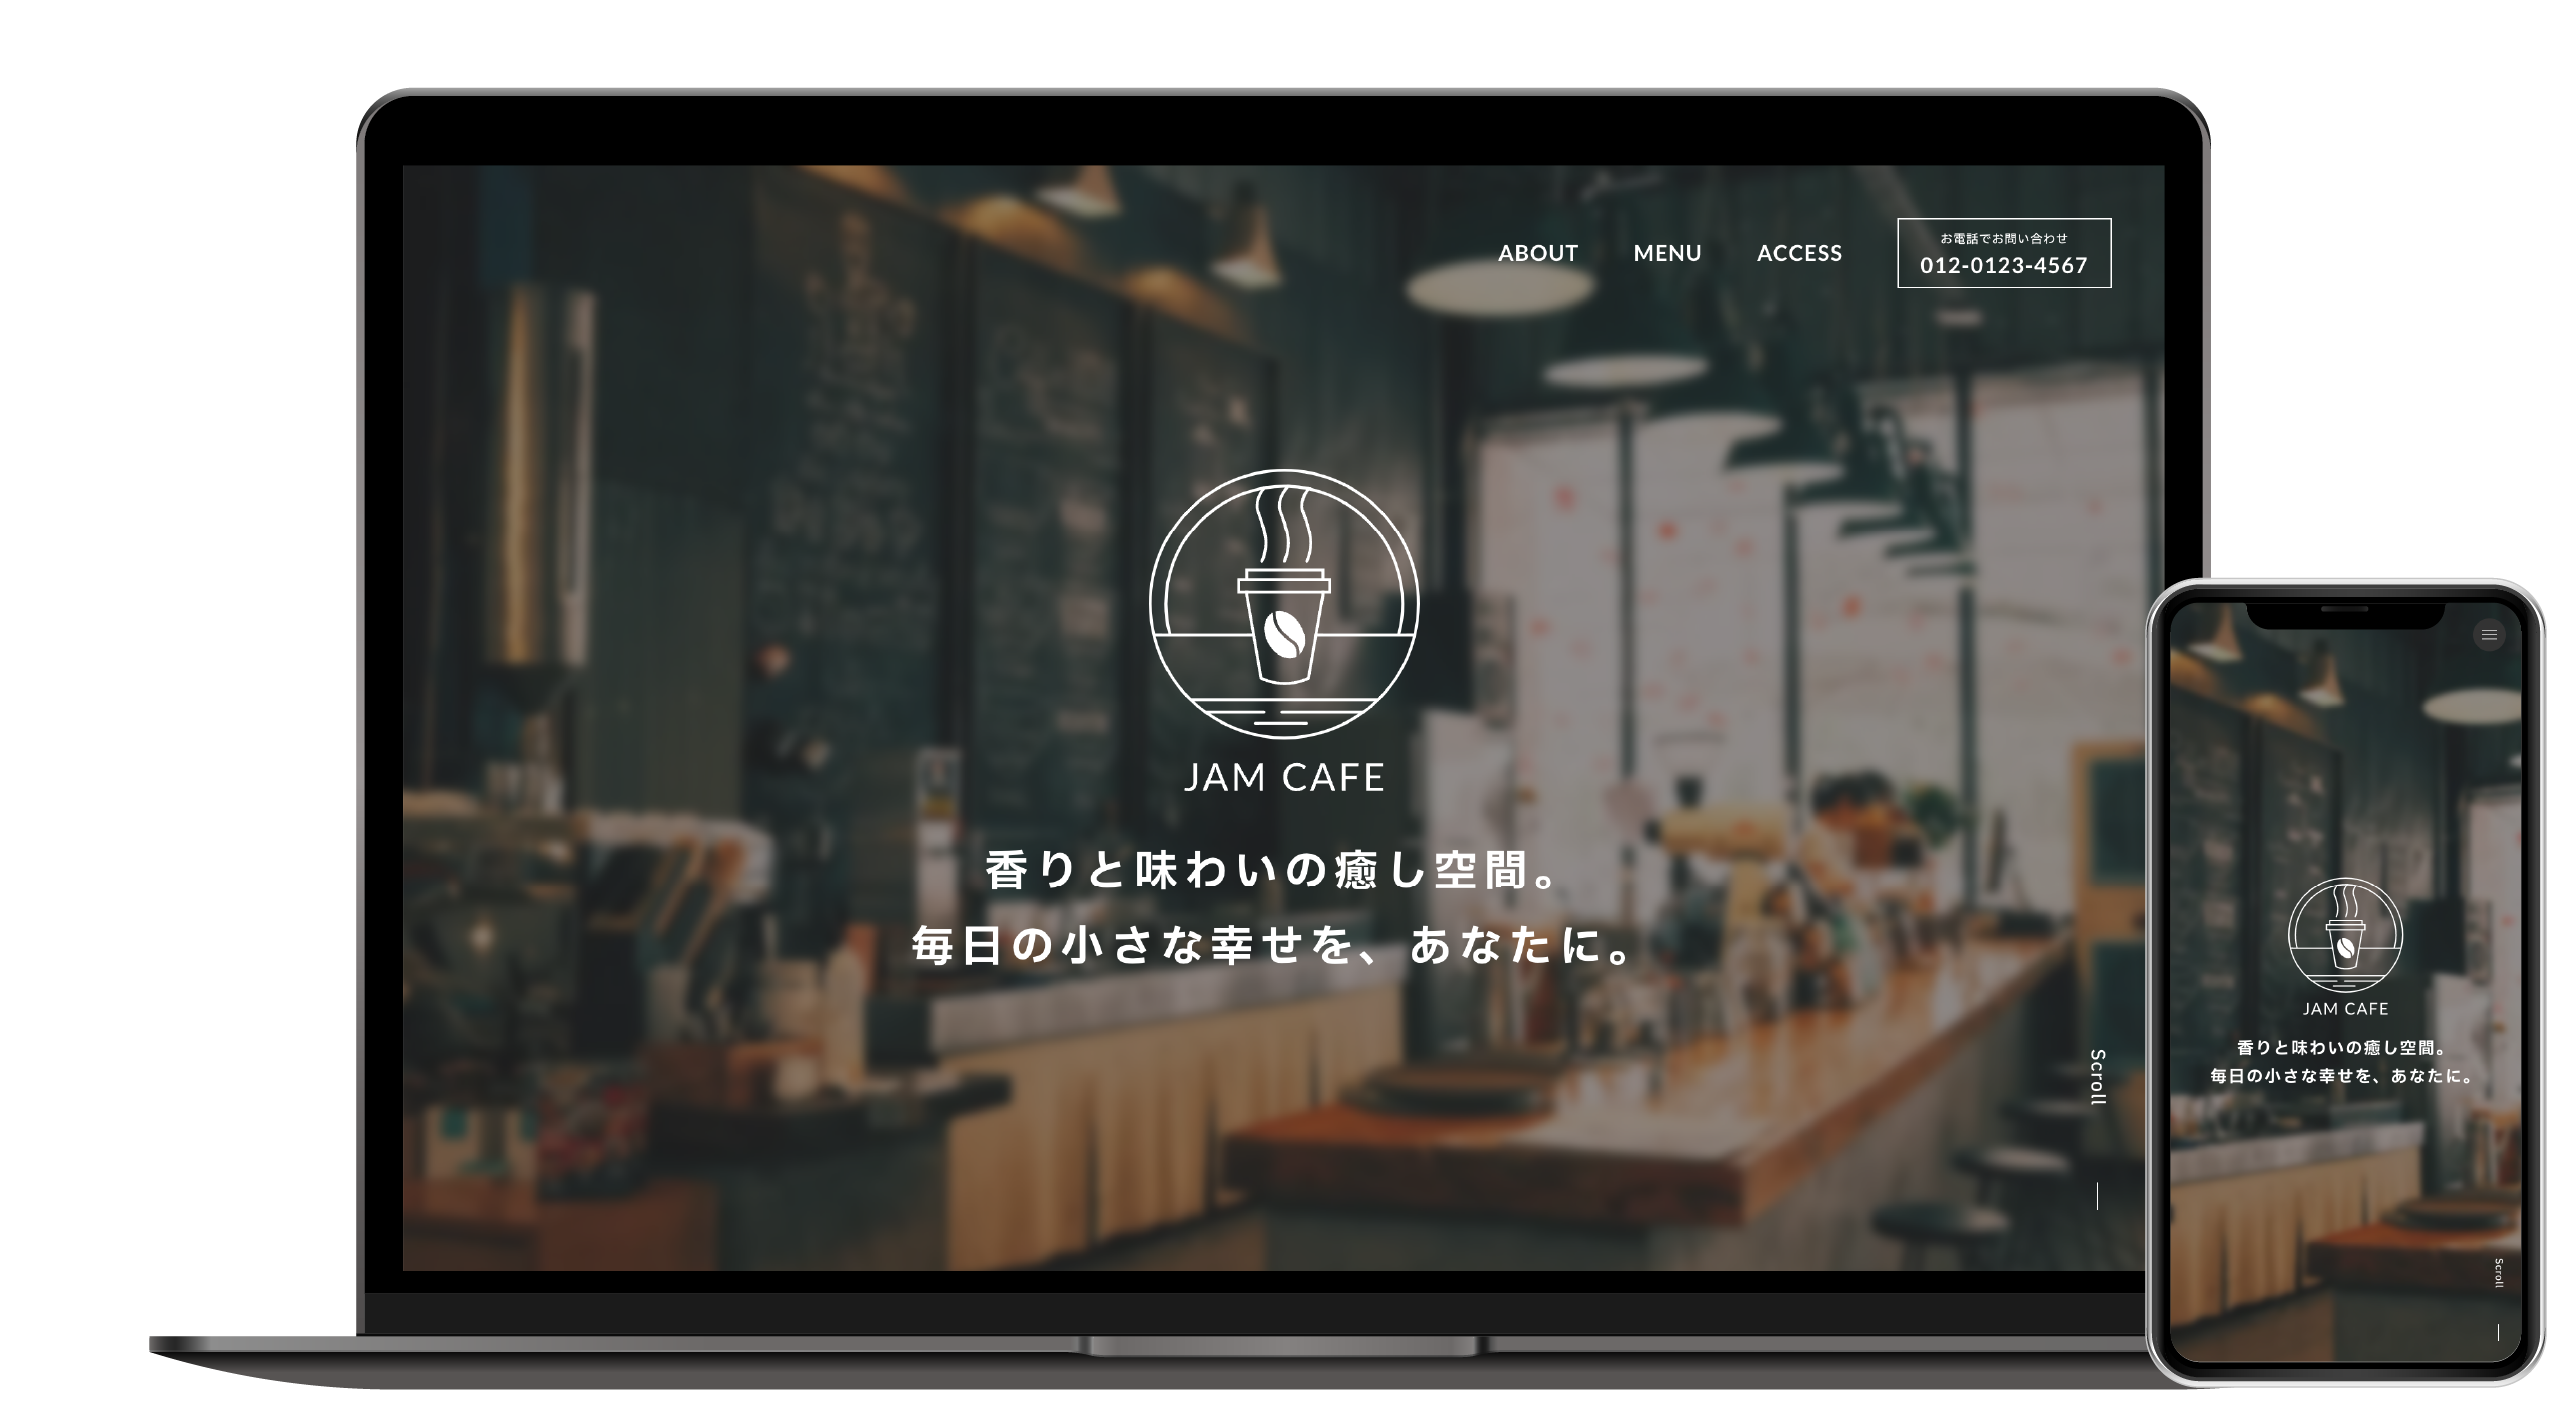 ABOUT MENU ACCESS
お電話でお問い合わせ
012-0123-4567
JAM CAFE
香りと味わいの癒し空間。
毎日の小さな幸せを、あなたに。
Scroll
JAM CAFE
香りと味わいの癒し空間。
毎日の小さな幸せを、あなたに。
Scroll